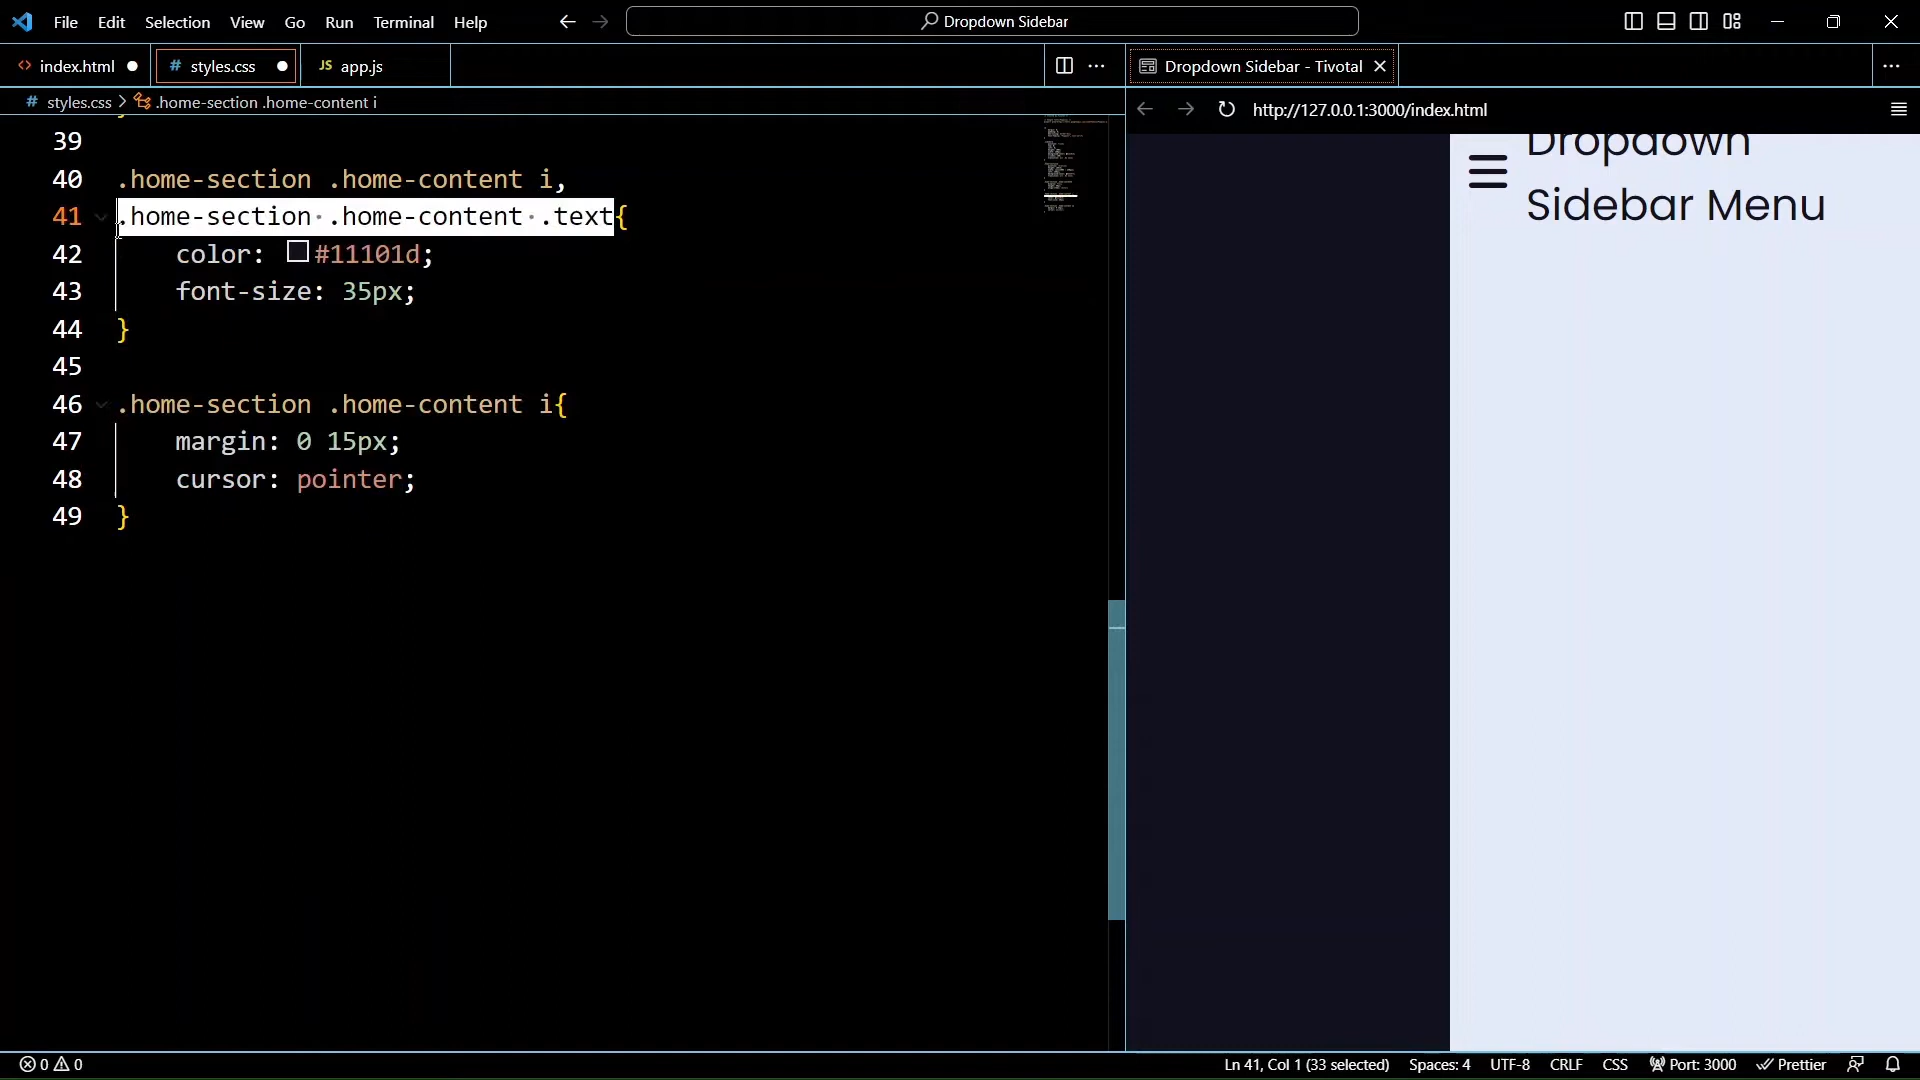 File Edit Selection View Go Run Terminal Help
Dropdown Sidebar
index.html
# styles.css
JS app.js
Dropdown Sidebar - Tivotal
# styles.css > .home-section .home-content i
http://127.0.0.1:3000/index.html
39
40 .home-section .home-content i,
41 .home-section .home-content .text{
42 color: #11101d;
43 font-size: 35px;
44 }
45
46 .home-section .home-content i{
47 margin: 0 15px;
48 cursor: pointer;
49 }
Dropdown
Sidebar Menu
0 0
Ln 41, Col 1 (33 selected) Spaces: 4 UTF-8 CRLF CSS Port: 3000 Prettier